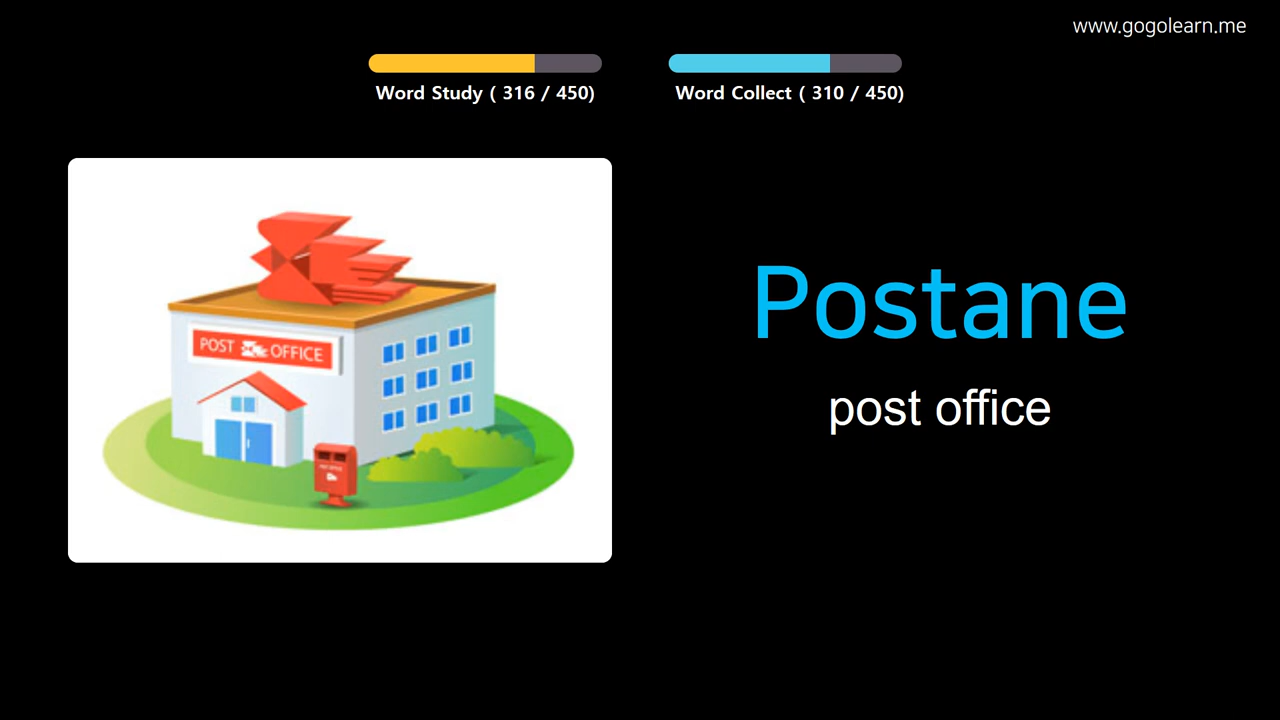 www.gogolearn.me
Word Study ( 316 / 450)
Word Collect ( 310 / 450)
POST OFFICE
Postane
post office